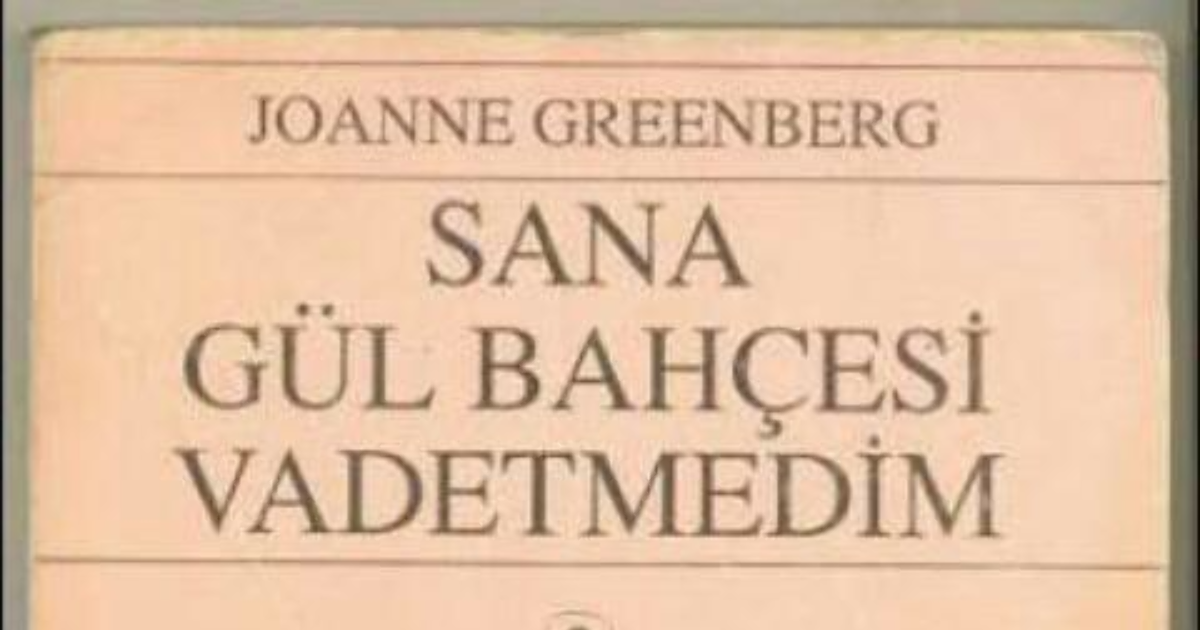 JOANNE GREENBERG
SANA
GÜL BAHÇESİ
VADETMEDİM